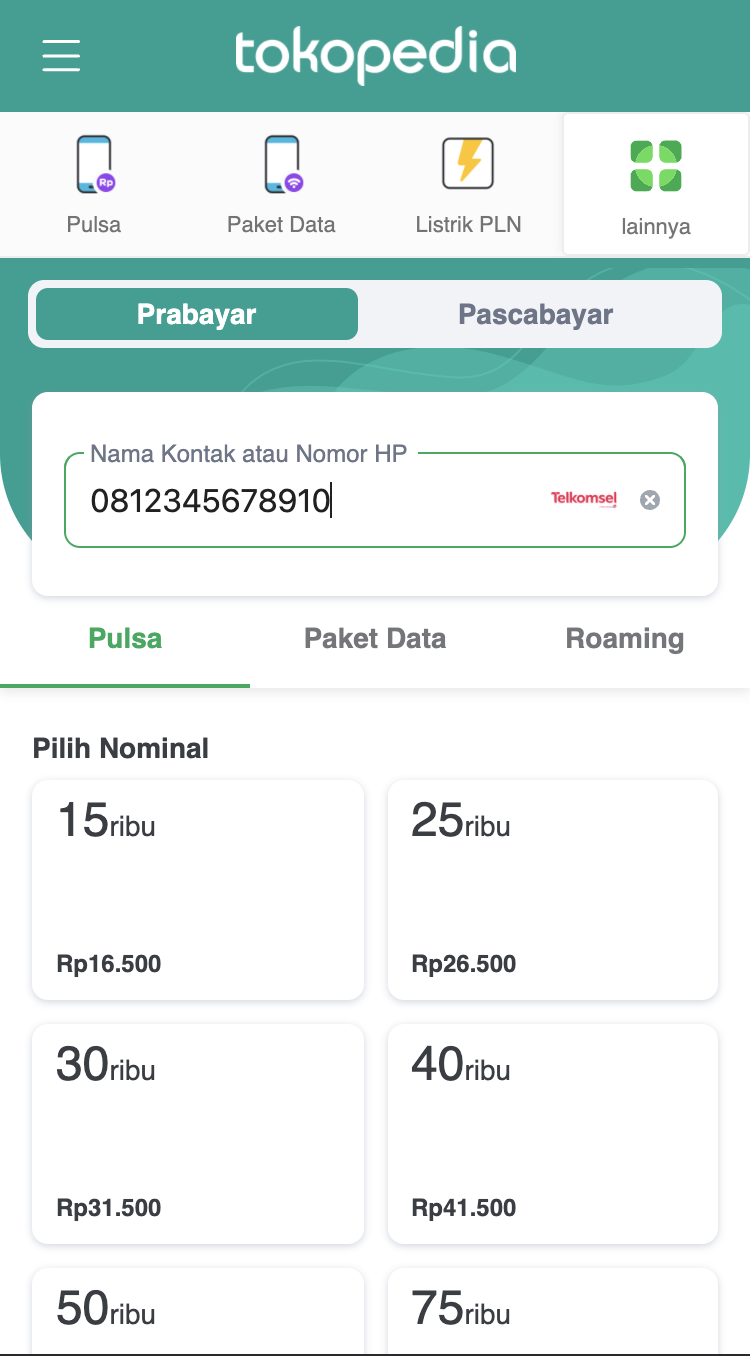 tokopedia
Rp
Pulsa Paket Data Listrik PLN lainnya
Prabayar Pascabayar
Nama Kontak atau Nomor HP
0812345678910 Telkomsel
Pulsa Paket Data Roaming
Pilih Nominal
15ribu 25ribu
Rp16.500 Rp26.500
30ribu 40ribu
Rp31.500 Rp41.500
50ribu 75ribu